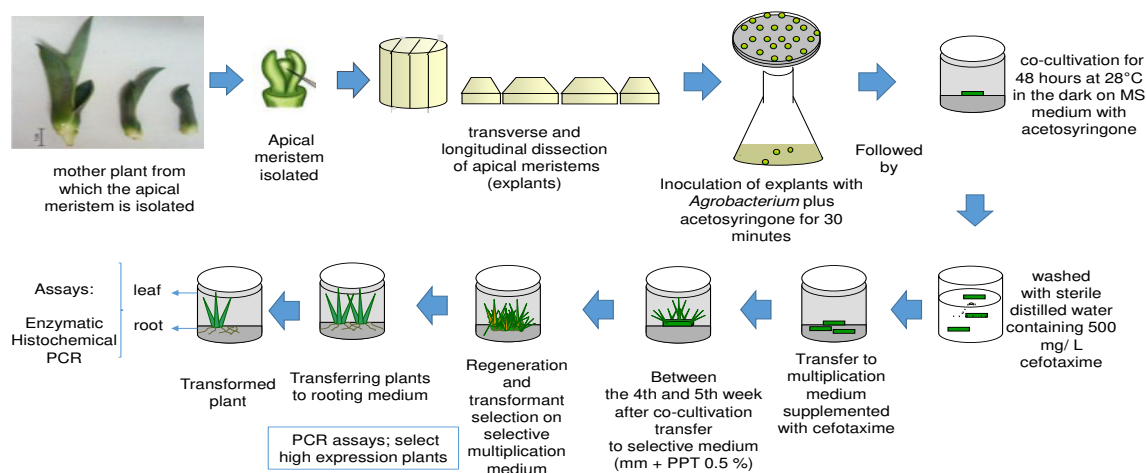 mother plant from
which the apical
meristem is isolated
Apical
meristem
isolated
transverse and
longitudinal dissection
of apical meristems
(explants)
Inoculation of explants with
Agrobacterium plus
acetosyringone for 30
minutes
Followed
by
co-cultivation for
48 hours at 28°C
in the dark on MS
medium with
acetosyringone
washed
with sterile
distilled water
containing 500
mg/ L
cefotaxime
Transfer to
multiplication
medium
supplemented
with cefotaxime
Between
the 4th and 5th week
after co-cultivation
transfer
to selective medium
(mm + PPT 0.5 %)
Regeneration
and
transformant
selection on
selective
multiplication
medium
Transferring plants
to rooting medium
PCR assays; select
high expression plants
Transformed
plant
leaf
root
Assays:
Enzymatic
Histochemical
PCR